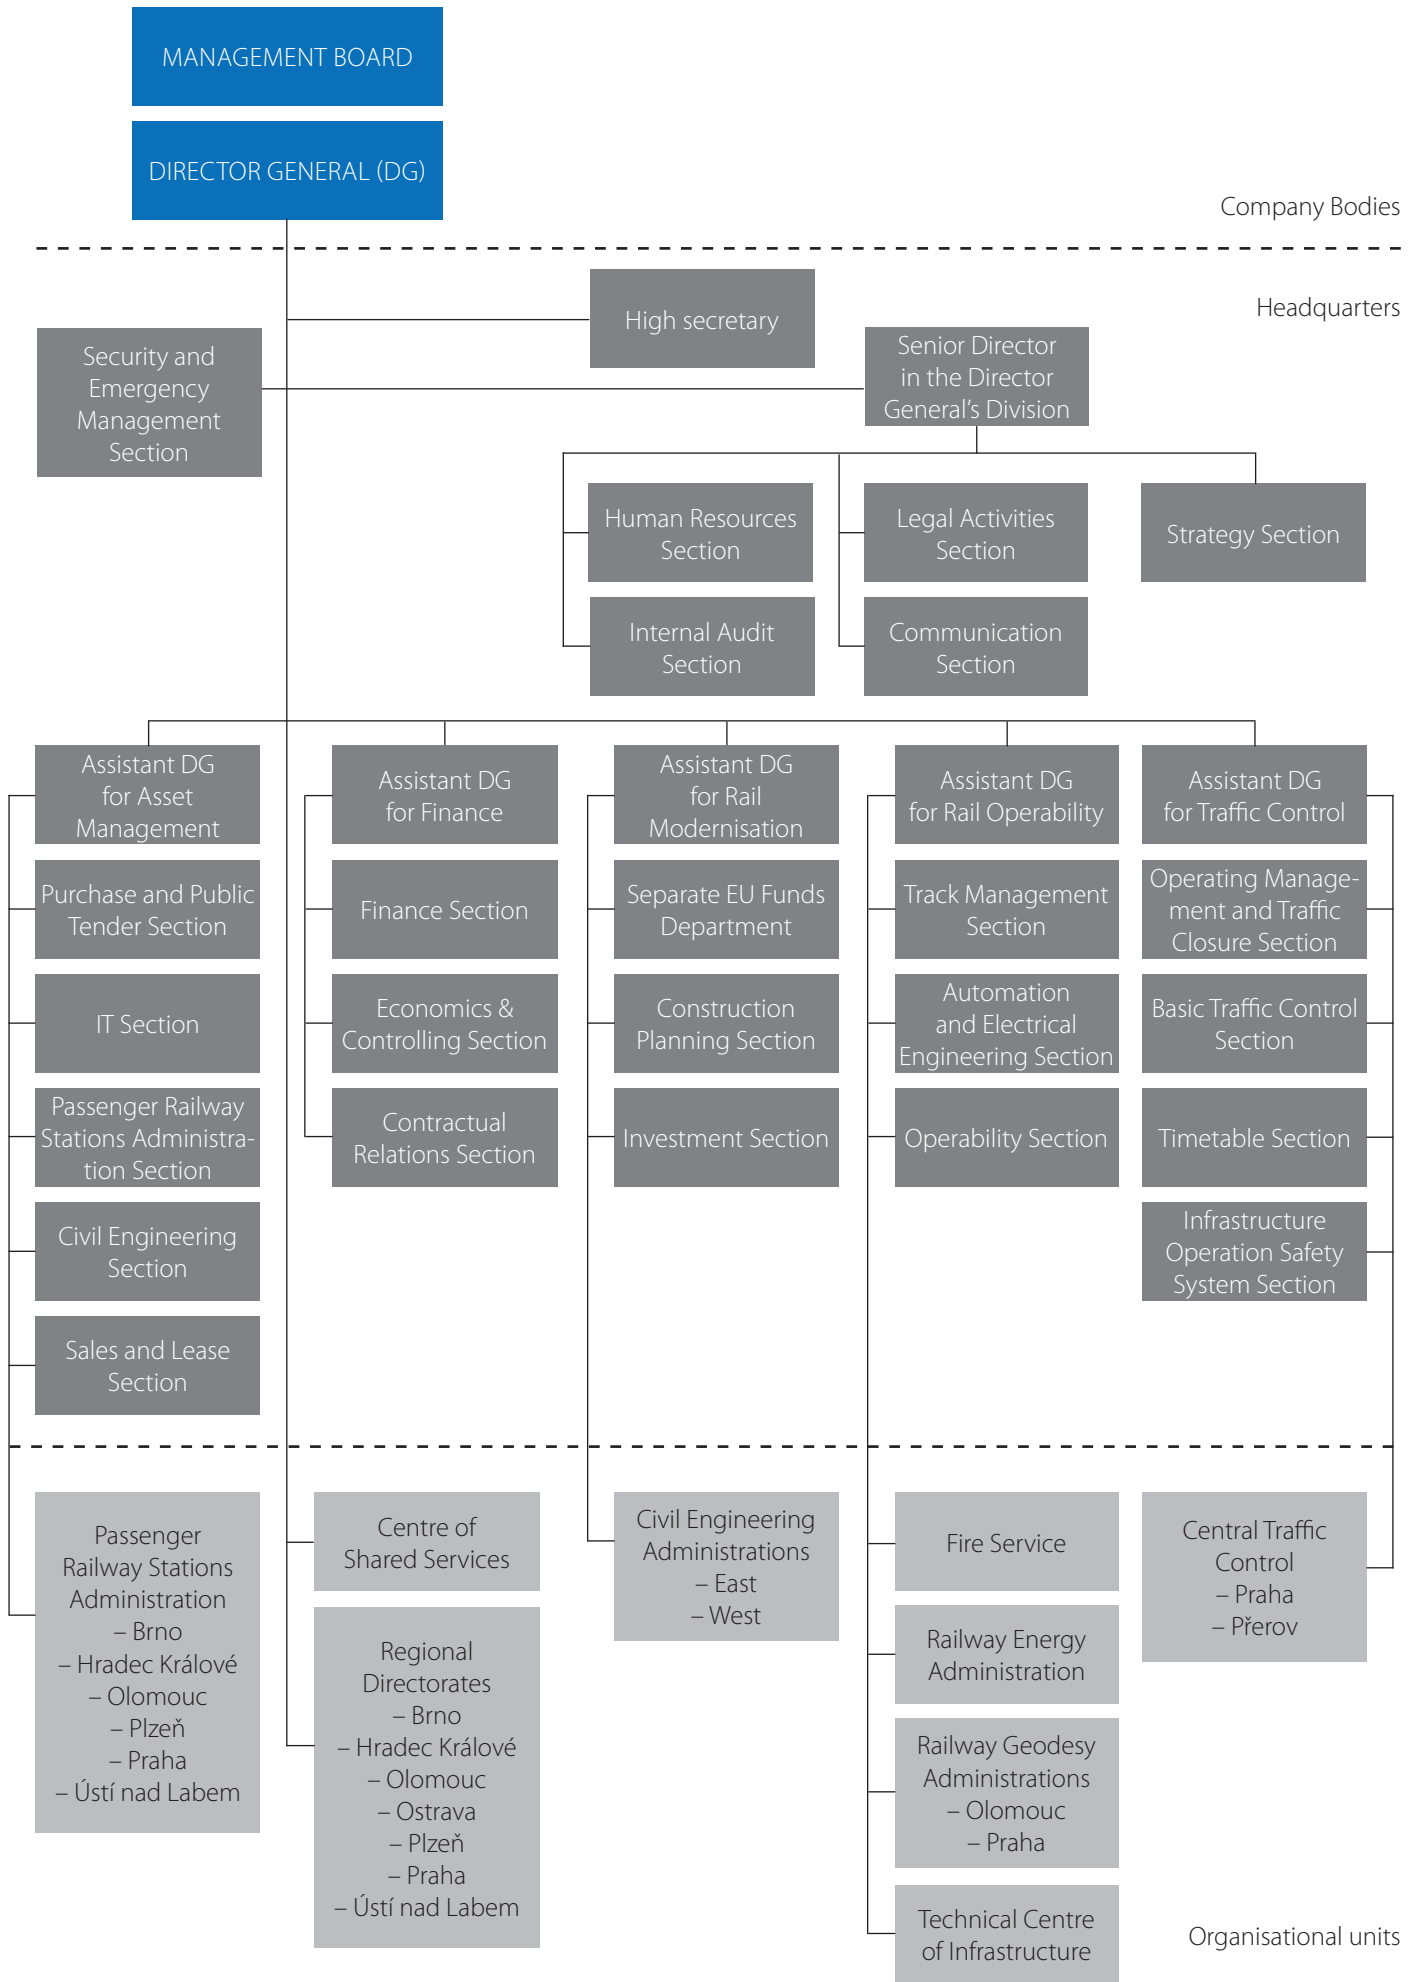 MANAGEMENT BOARD
DIRECTOR GENERAL (DG)
Company Bodies
Headquarters
High secretary
Security and
Emergency
Management
Section
Senior Director
in the Director
General’s Division
Human Resources
Section
Legal Activities
Section
Strategy Section
Internal Audit
Section
Communication
Section
Assistant DG
for Asset
Management
Purchase and Public
Tender Section
IT Section
Passenger Railway
Stations Administra-
tion Section
Civil Engineering
Section
Sales and Lease
Section
Assistant DG
for Finance
Finance Section
Economics &
Controlling Section
Contractual
Relations Section
Assistant DG
for Rail
Modernisation
Separate EU Funds
Department
Construction
Planning Section
Investment Section
Assistant DG
for Rail Operability
Track Management
Section
Automation
and Electrical
Engineering Section
Operability Section
Assistant DG
for Traffic Control
Operating Manage-
ment and Traffic
Closure Section
Basic Traffic Control
Section
Timetable Section
Infrastructure
Operation Safety
System Section
Passenger
Railway Stations
Administration
– Brno
– Hradec Králové
– Olomouc
– Plzeň
– Praha
– Ústí nad Labem
Centre of
Shared Services
Regional
Directorates
– Brno
– Hradec Králové
– Olomouc
– Ostrava
– Plzeň
– Praha
– Ústí nad Labem
Civil Engineering
Administrations
– East
– West
Fire Service
Railway Energy
Administration
Railway Geodesy
Administrations
– Olomouc
– Praha
Technical Centre
of Infrastructure
Central Traffic
Control
– Praha
– Přerov
Organisational units